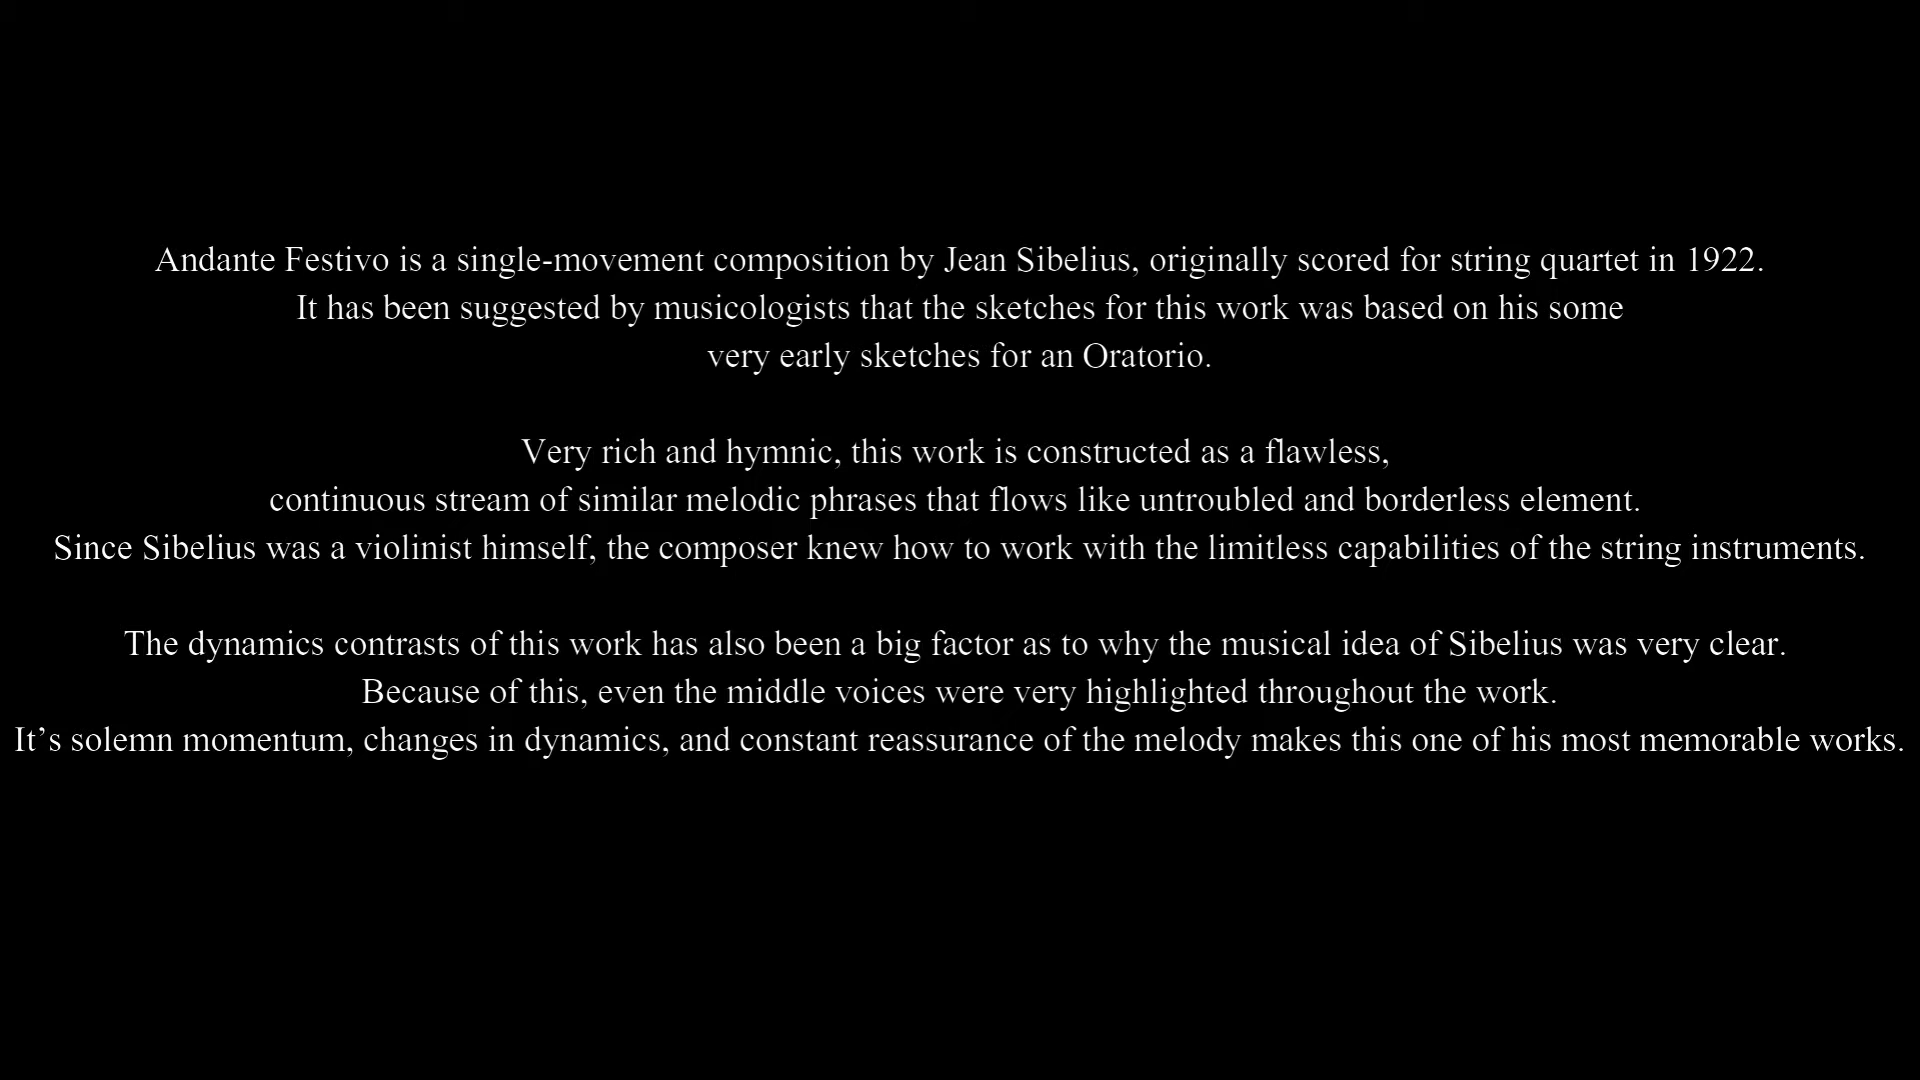 Andante Festivo is a single-movement composition by Jean Sibelius, originally scored for string quartet in 1922.
It has been suggested by musicologists that the sketches for this work was based on his some
very early sketches for an Oratorio.
Very rich and hymnic, this work is constructed as a flawless,
continuous stream of similar melodic phrases that flows like untroubled and borderless element.
Since Sibelius was a violinist himself, the composer knew how to work with the limitless capabilities of the string instruments.
The dynamics contrasts of this work has also been a big factor as to why the musical idea of Sibelius was very clear.
Because of this, even the middle voices were very highlighted throughout the work.
It’s solemn momentum, changes in dynamics, and constant reassurance of the melody makes this one of his most memorable works.